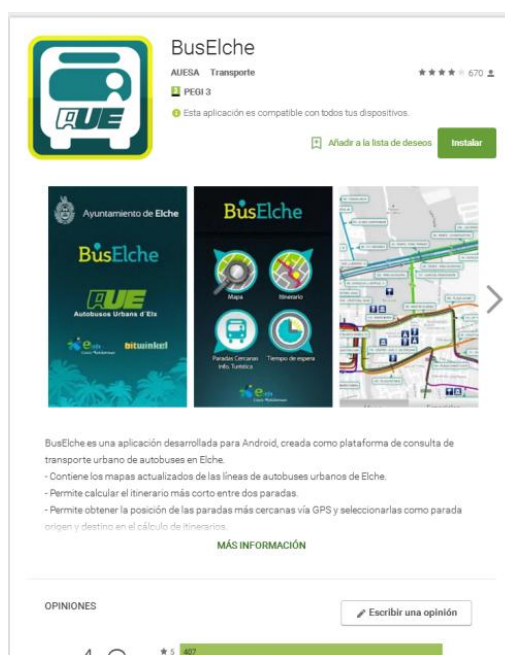 BusElche
AUESA Transporte
670
3 PEGI 3
Esta aplicación es compatible con todos tus dispositivos.
Añadir a la lista de deseos Instalar
AUE
Ayuntamiento de Elche
BusElche
AUE
Autobusos Urbans d'Elx
bitwinkel
BusElche
Mapa Itinerario
Paradas Cercanas
Info. Turística
Tiempo de espera
BusElche es una aplicación desarrollada para Android, creada como plataforma de consulta de
transporte urbano de autobuses en Elche.
- Contiene los mapas actualizados de las líneas de autobuses urbanos de Elche.
- Permite calcular el itinerario más corto entre dos paradas.
- Permite obtener la posición de las paradas más cercanas vía GPS y seleccionarlas como parada
origen y destino en el cálculo de itinerarios.
MÁS INFORMACIÓN
OPINIONES
Escribir una opinión
5 407